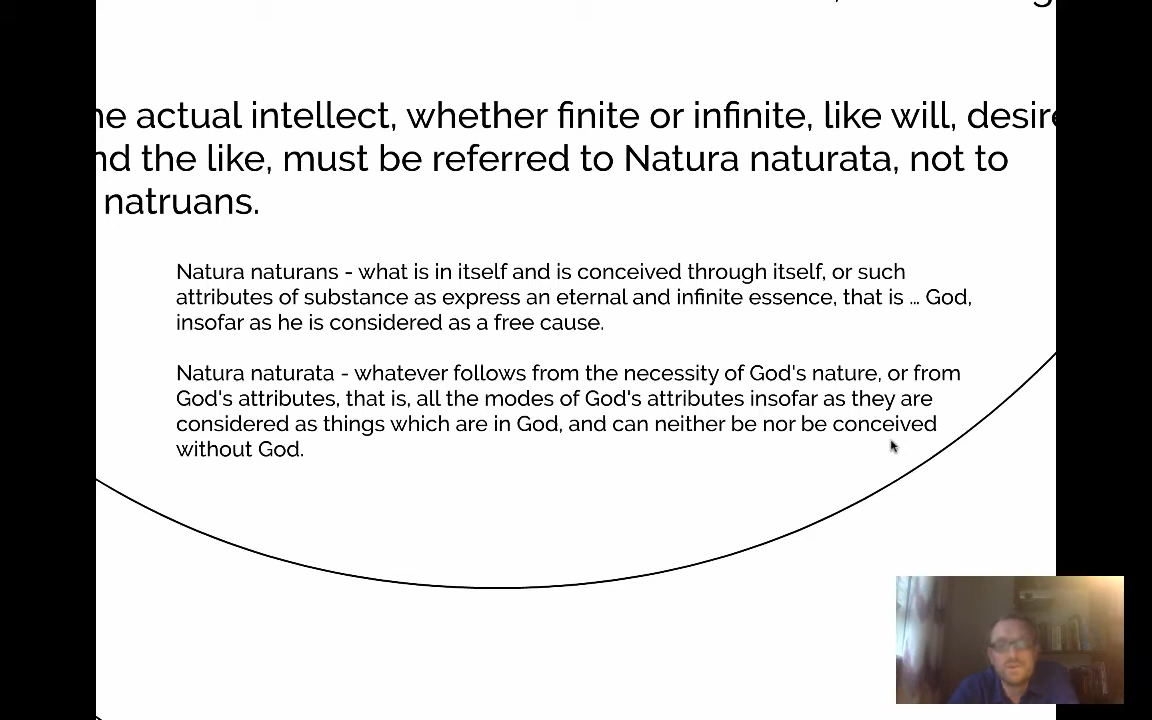 actual intellect, whether finite or infinite, like will,
the like, must be referred to Natura naturata, not to
natruans.
Natura naturans - what is in itself and is conceived through itself, or such
attributes of substance as express an eternal and infinite essence, that is ... God,
insofar as he is considered as a free cause.
Natura naturata - whatever follows from the necessity of God's nature, or from
God's attributes, that is, all the modes of God's attributes insofar as they are
considered as things which are in God, and can neither be nor be conceived
without God.